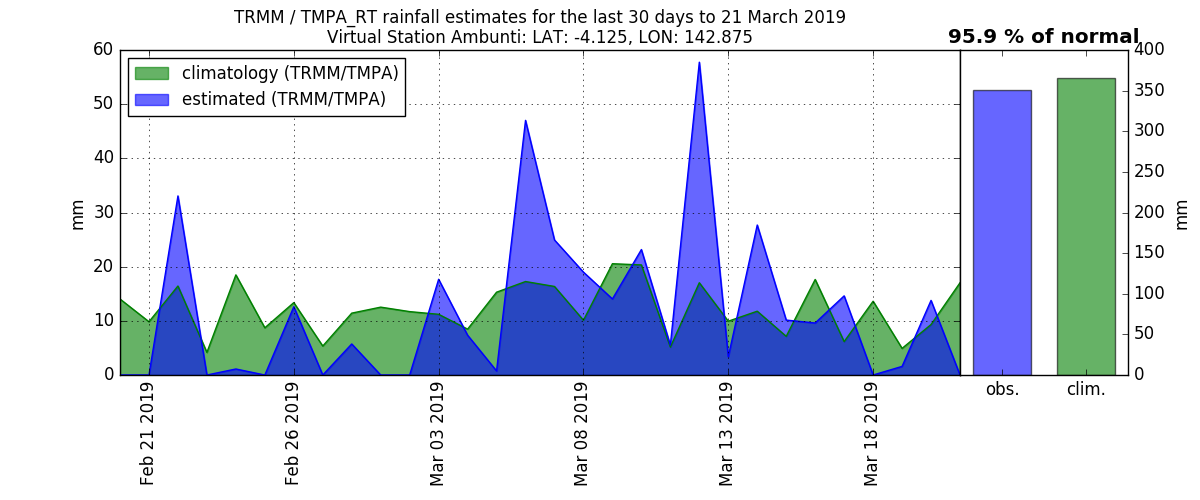 TRMM / TMPA_RT rainfall estimates for the last 30 days to 21 March 2019
Virtual Station Ambunti: LAT: -4.125, LON: 142.875
95.9 % of normal
climatology (TRMM/TMPA)
estimated (TRMM/TMPA)
mm
60
50
40
30
20
10
0
Feb 21 2019
Feb 26 2019
Mar 03 2019
Mar 08 2019
Mar 13 2019
Mar 18 2019
obs.
clim.
400
350
300
250
200
150
100
50
0
mm